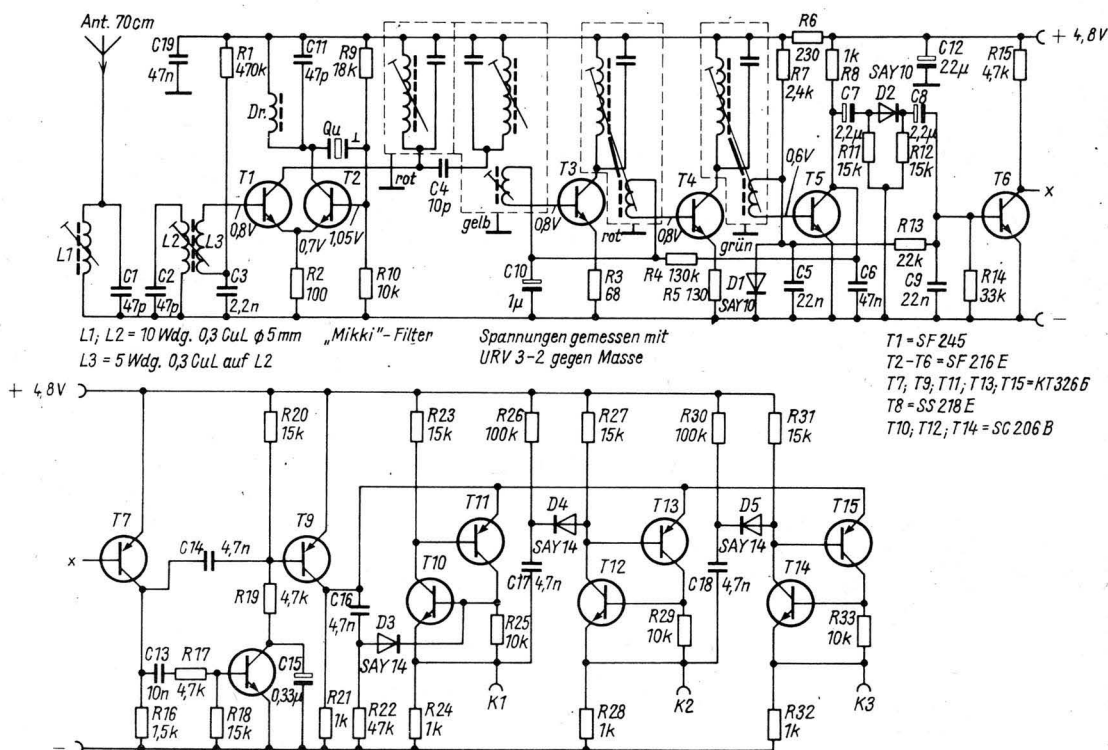 Ant. 70cm
C19
47n
R1
470k
C11
47p
R9
18k
Dr.
Qu
rot
C4
10p
gelb
T1
T2
0,8V
0,7V
1,05V
R2
100
R10
10k
L1
C1
47p
C2
47p
L2
L3
C3
2,2n
C10
1µ
T3
0,8V
R3
68
rot
R4
130k
T4
0,8V
R5 130
grün
D1
SAY10
R6
230
R7
2,4k
1k
R8
0,6V
T5
C5
22n
C6
47n
C7
2,2µ
SAY10
D2
C8
2,2µ
R11
15k
R12
15k
C12
22µ
R13
22k
C9
22n
R14
33k
R15
4,7k
T6
x
+ 4,8V
−
L1; L2 = 10 Wdg. 0,3 CuL ϕ 5 mm
L3 = 5 Wdg. 0,3 CuL auf L2
„Mikki"-Filter
Spannungen gemessen mit
URV 3-2 gegen Masse
T1 = SF 245
T2-T6 = SF 216 E
T7; T9; T11; T13; T15 = KT326Б
T8 = SS 218 E
T10; T12; T14 = SC 206 B
+ 4,8V
T7
x
C14
4,7n
R20
15k
T9
R19
4,7k
C13
10n
R17
4,7k
C15
0,33µ
R16
1,5k
R18
15k
R21
1k
C16
4,7n
D3
SAY 14
R22
47k
R23
15k
T10
T11
R24
1k
R25
10k
K1
R26
100k
D4
SAY 14
C17
4,7n
R27
15k
T12
T13
R28
1k
R29
10k
K2
R30
100k
D5
SAY 14
C18
4,7n
R31
15k
T14
T15
R32
1k
R33
10k
K3
−